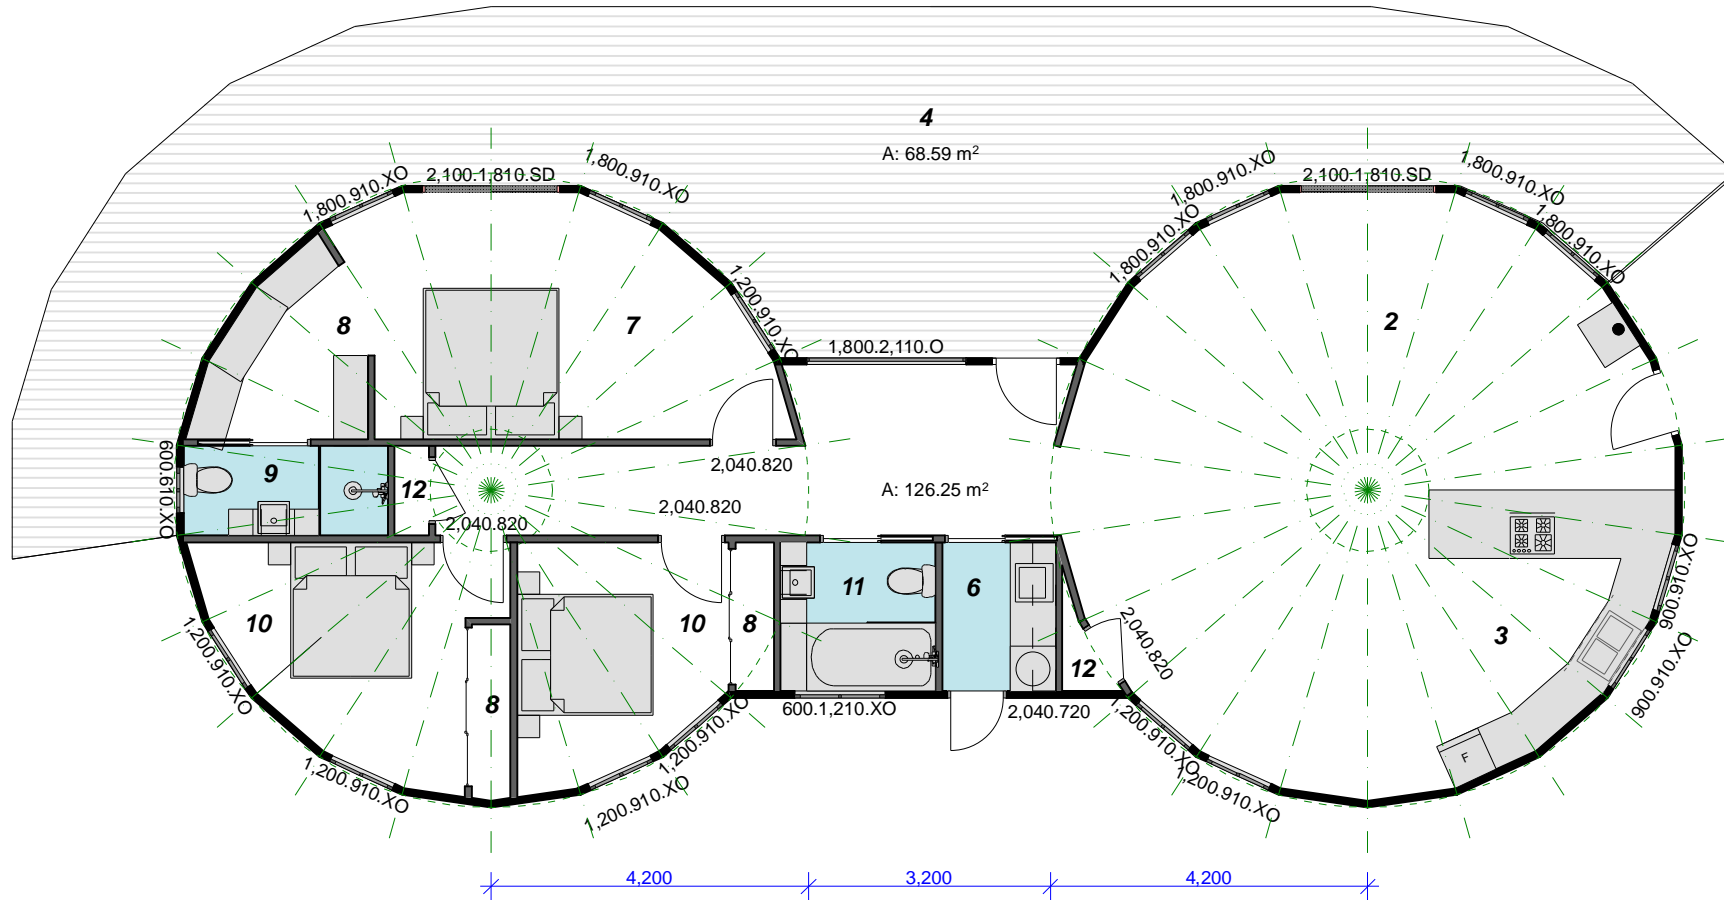 4
A: 68.59 m²
1,800.910.XO
2,100.1,810.SD
1,800.910.XO
1,800.910.XO
2,100.1,810.SD
1,800.910.XO
1,800.910.XO
1,800.910.XO
1,200.910.XO
8
7
1,800.2,110.O
2
600.610.XO
9
12
2,040.820
2,040.820
2,040.820
A: 126.25 m²
10
10
8
8
11
6
12
2,040.820
3
900.910.XO
900.910.XO
1,200.910.XO
1,200.910.XO
1,200.910.XO
1,200.910.XO
600.1,210.XO
2,040.720
1,200.910.XO
1,200.910.XO
F
4,200
3,200
4,200